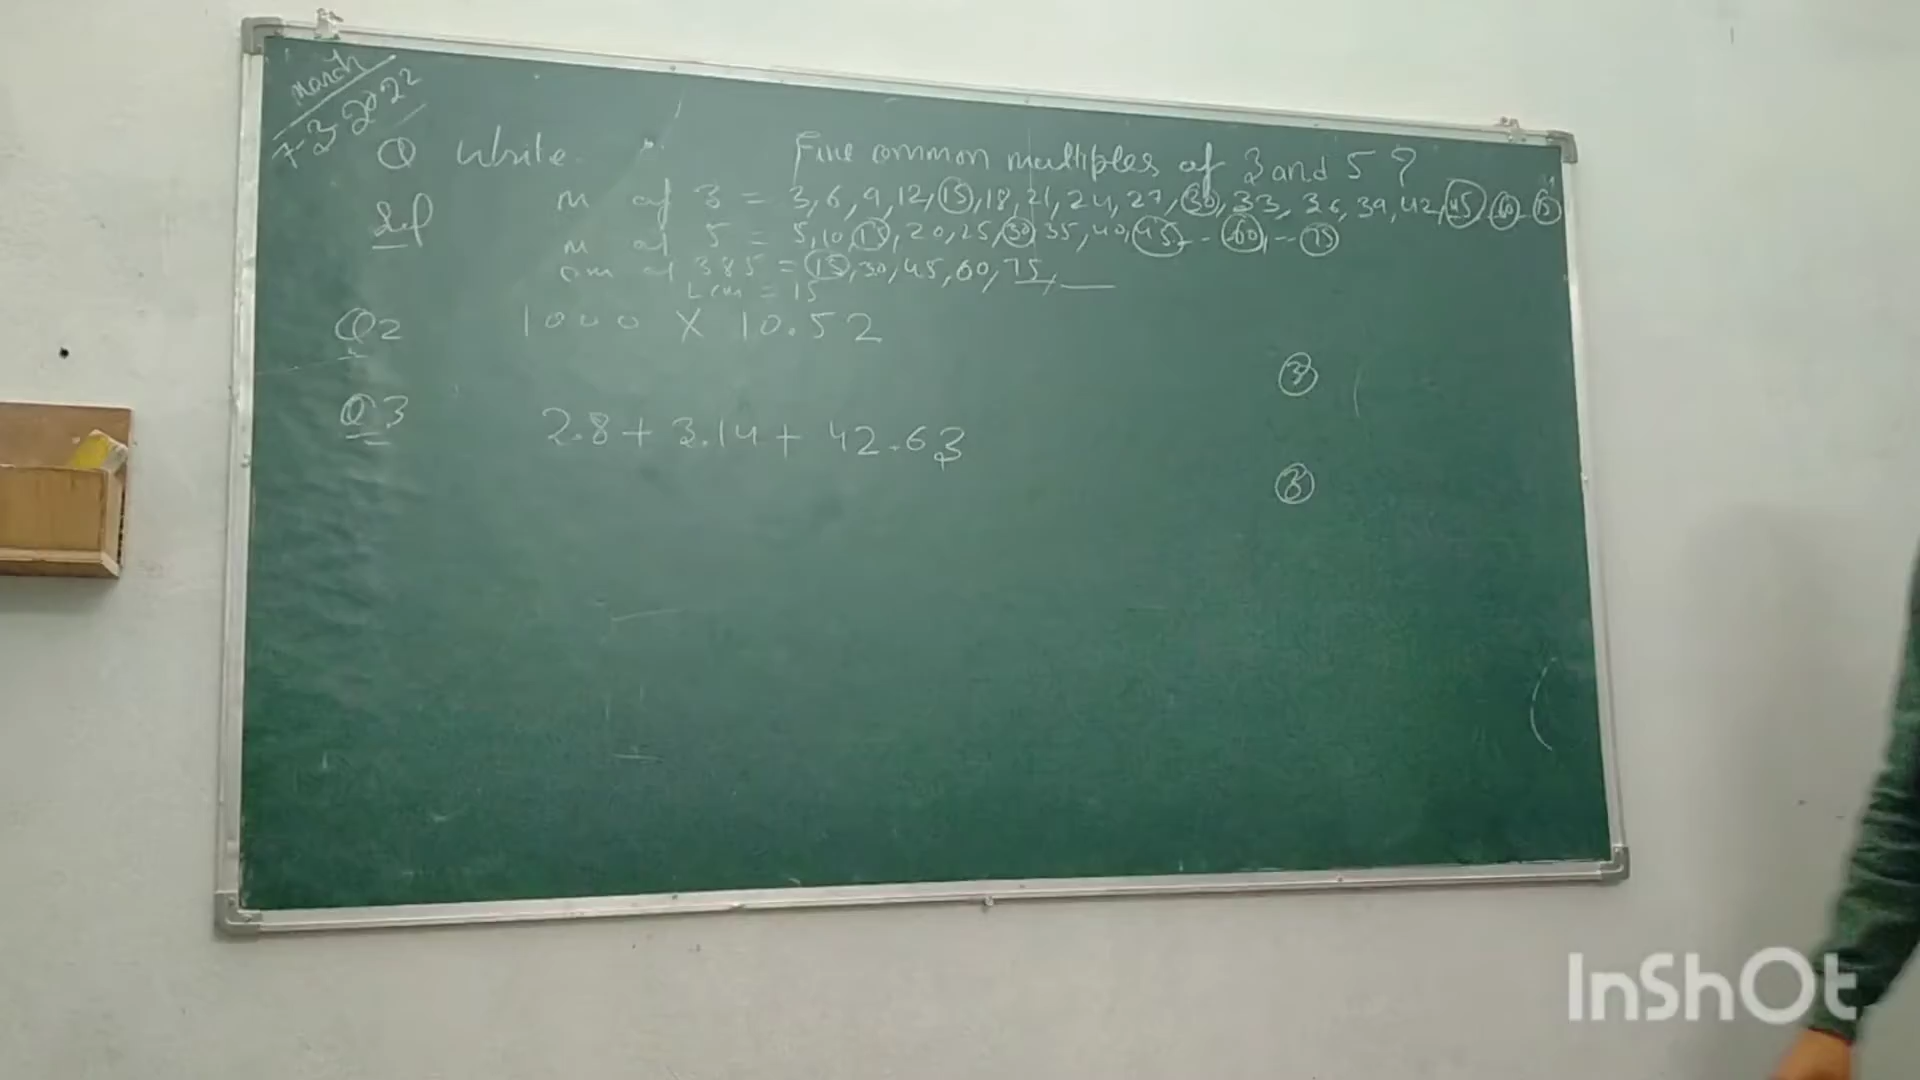 March
7-3-2022
Q Write Five common multiples of 3 and 5 ?
Sol M of 3 = 3,6,9,12,15,18,21,24,27,30,33,36,39,42,45,-60-75
M of 5 = 5,10,15,20,25,30,35,40,45-- 60,--75
CM of 3&5 = 15,30,45,60,75,__
Lcm = 15
Q2 1000 X 10.52
3
Q3 2.8 + 3.14 + 42.63
3
InShOt